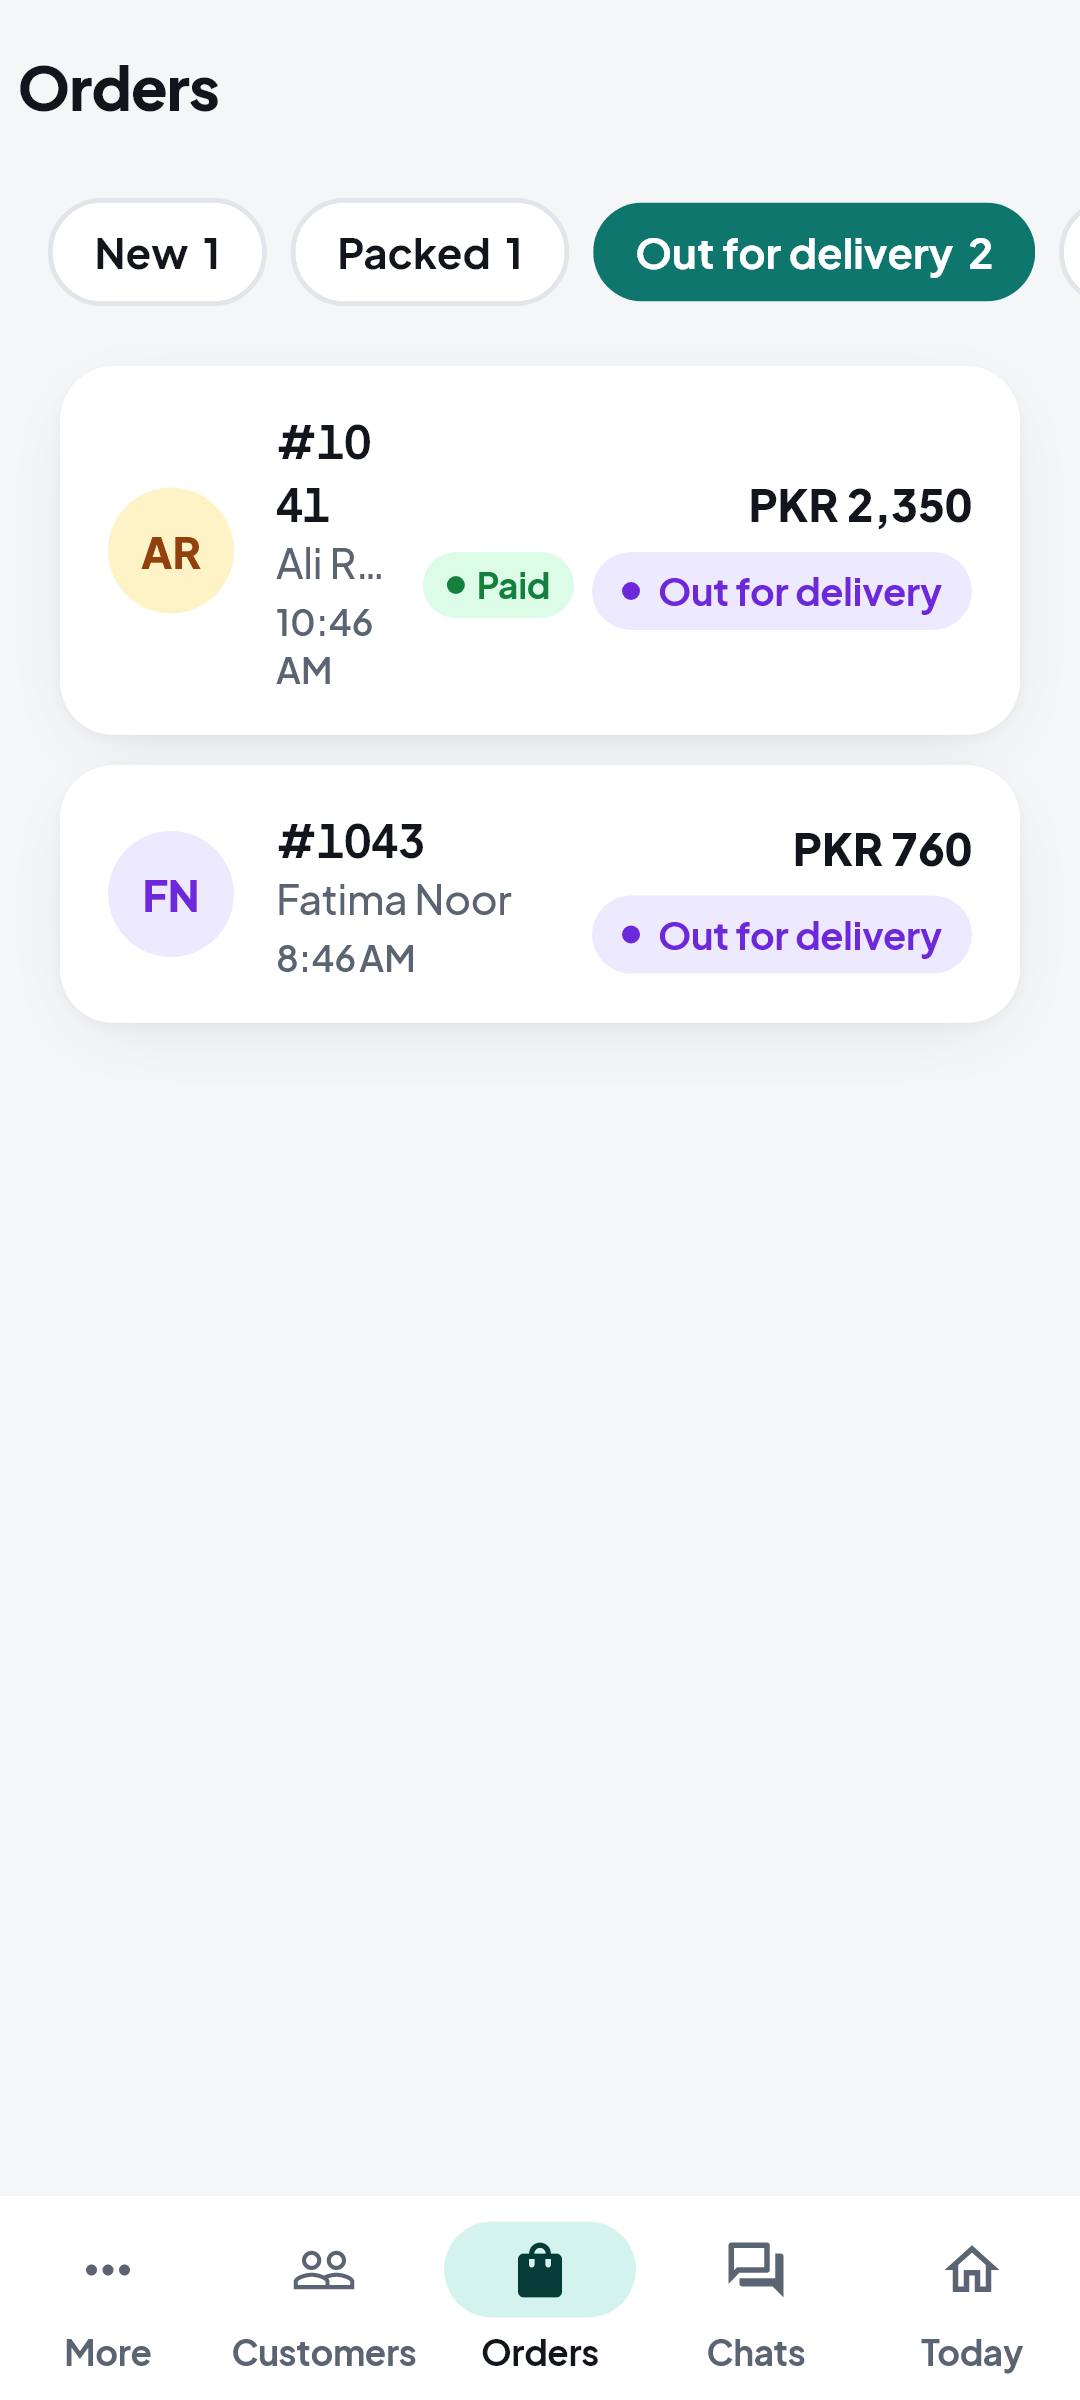 Orders
New 1
Packed 1
Out for delivery 2
AR
#10
41
Ali R...
10:46
AM
Paid
PKR 2,350
Out for delivery
FN
#1043
Fatima Noor
8:46 AM
PKR 760
Out for delivery
More
Customers
Orders
Chats
Today